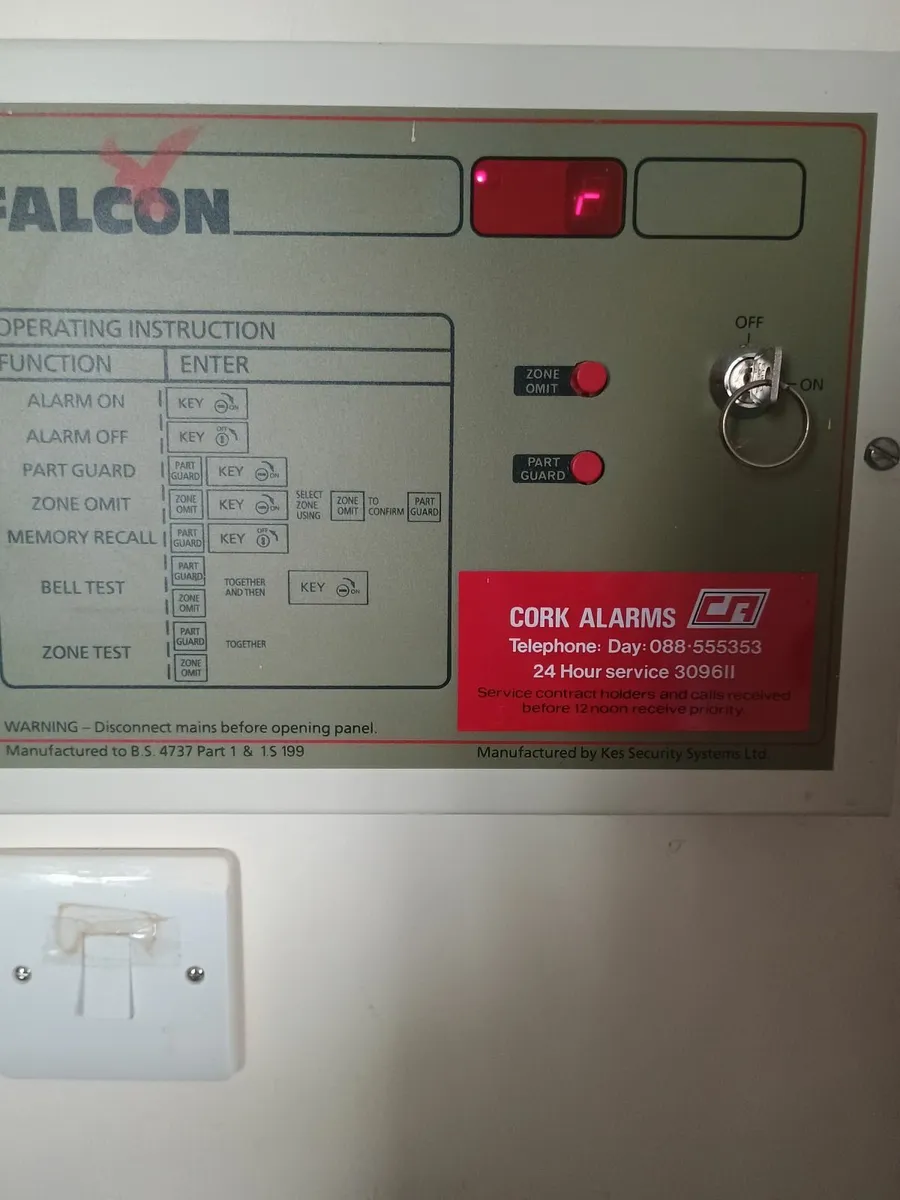 FALCON
r
OFF
ON
OPERATING INSTRUCTION
FUNCTION ENTER
ALARM ON KEY ON
ALARM OFF KEY OFF
PART GUARD PART GUARD KEY ON
ZONE OMIT ZONE OMIT KEY ON SELECT ZONE USING ZONE OMIT TO CONFIRM PART GUARD
MEMORY RECALL PART GUARD KEY OFF
BELL TEST PART GUARD ZONE OMIT TOGETHER AND THEN KEY ON
ZONE TEST PART GUARD ZONE OMIT TOGETHER
ZONE
OMIT
PART
GUARD
CORK ALARMS CA
Telephone: Day: 088·555353
24 Hour service 309611
Service contract holders and calls received
before 12 noon receive priority.
WARNING – Disconnect mains before opening panel.
Manufactured to B.S. 4737 Part 1 & 1.S 199
Manufactured by Kes Security Systems Ltd.